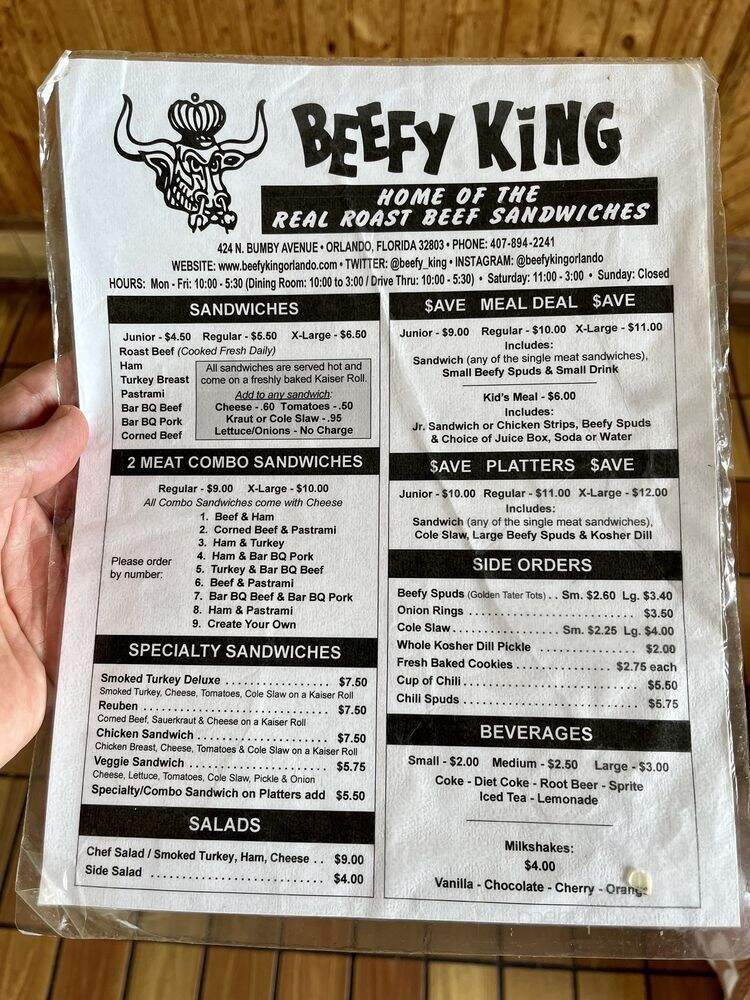 BEEFY KING
HOME OF THE
REAL ROAST BEEF SANDWICHES
424 N. BUMBY AVENUE • ORLANDO, FLORIDA 32803 • PHONE: 407-894-2241
WEBSITE: www.beefykingorlando.com • TWITTER: @beefy_king • INSTAGRAM: @beefykingorlando
HOURS: Mon - Fri: 10:00 - 5:30 (Dining Room: 10:00 to 3:00 / Drive Thru: 10:00 - 5:30) • Saturday: 11:00 - 3:00 • Sunday: Closed
SANDWICHES
Junior - $4.50 Regular - $5.50 X-Large - $6.50
Roast Beef (Cooked Fresh Daily)
Ham
Turkey Breast
Pastrami
Bar BQ Beef
Bar BQ Pork
Corned Beef
All sandwiches are served hot and
come on a freshly baked Kaiser Roll.
Add to any sandwich:
Cheese - .60 Tomatoes - .50
Kraut or Cole Slaw - .95
Lettuce/Onions - No Charge
2 MEAT COMBO SANDWICHES
Regular - $9.00 X-Large - $10.00
All Combo Sandwiches come with Cheese
Please order
by number:
1. Beef & Ham
2. Corned Beef & Pastrami
3. Ham & Turkey
4. Ham & Bar BQ Pork
5. Turkey & Bar BQ Beef
6. Beef & Pastrami
7. Bar BQ Beef & Bar BQ Pork
8. Ham & Pastrami
9. Create Your Own
SPECIALTY SANDWICHES
Smoked Turkey Deluxe . . . . . . . . . . . . . . . . $7.50
Smoked Turkey, Cheese, Tomatoes, Cole Slaw on a Kaiser Roll
Reuben . . . . . . . . . . . . . . . . . . . . . . . . . . . . $7.50
Corned Beef, Sauerkraut & Cheese on a Kaiser Roll
Chicken Sandwich . . . . . . . . . . . . . . . . . . . . $7.50
Chicken Breast, Cheese, Tomatoes & Cole Slaw on a Kaiser Roll
Veggie Sandwich . . . . . . . . . . . . . . . . . . . . . $5.75
Cheese, Lettuce, Tomatoes, Cole Slaw, Pickle & Onion
Specialty/Combo Sandwich on Platters add $5.50
SALADS
Chef Salad / Smoked Turkey, Ham, Cheese . . $9.00
Side Salad . . . . . . . . . . . . . . . . . . . . . . . . . . $4.00
$AVE MEAL DEAL $AVE
Junior - $9.00 Regular - $10.00 X-Large - $11.00
Includes:
Sandwich (any of the single meat sandwiches),
Small Beefy Spuds & Small Drink
Kid's Meal - $6.00
Includes:
Jr. Sandwich or Chicken Strips, Beefy Spuds
& Choice of Juice Box, Soda or Water
$AVE PLATTERS $AVE
Junior - $10.00 Regular - $11.00 X-Large - $12.00
Includes:
Sandwich (any of the single meat sandwiches),
Cole Slaw, Large Beefy Spuds & Kosher Dill
SIDE ORDERS
Beefy Spuds (Golden Tater Tots) . . Sm. $2.60 Lg. $3.40
Onion Rings . . . . . . . . . . . . . . . . . . . . . . . . . $3.50
Cole Slaw . . . . . . . . . . . . . . . Sm. $2.25 Lg. $4.00
Whole Kosher Dill Pickle . . . . . . . . . . . . . . . . $2.00
Fresh Baked Cookies . . . . . . . . . . . . . . $2.75 each
Cup of Chili . . . . . . . . . . . . . . . . . . . . . . . . . . $5.50
Chili Spuds . . . . . . . . . . . . . . . . . . . . . . . . . . $5.75
BEVERAGES
Small - $2.00 Medium - $2.50 Large - $3.00
Coke - Diet Coke - Root Beer - Sprite
Iced Tea - Lemonade
Milkshakes:
$4.00
Vanilla - Chocolate - Cherry - Orange